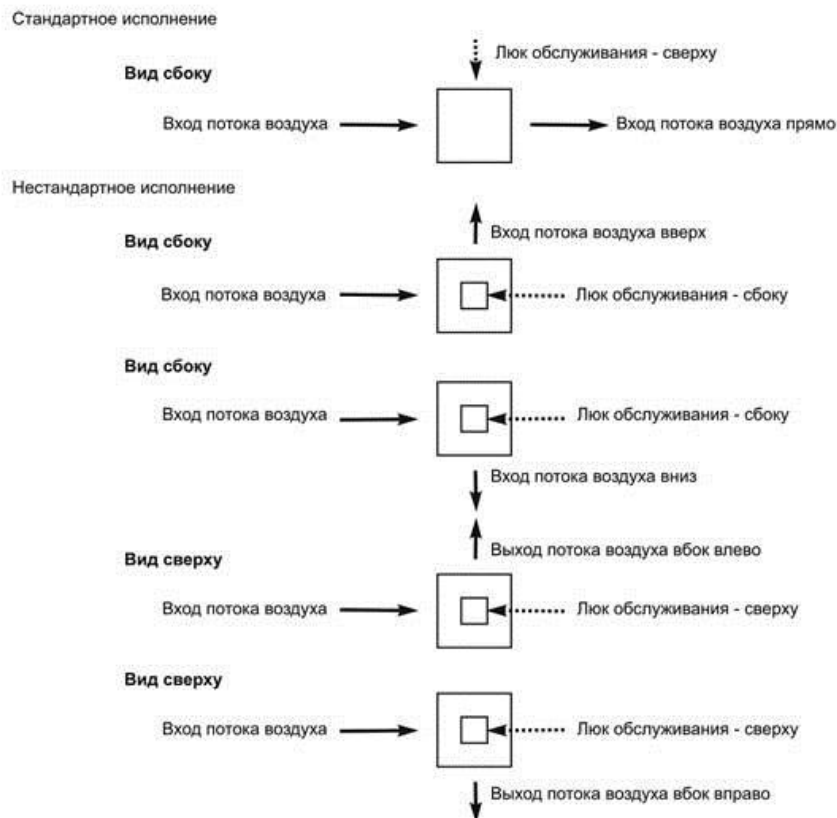 Стандартное исполнение
Люк обслуживания - сверху
Вид сбоку
Вход потока воздуха
Вход потока воздуха прямо
Нестандартное исполнение
Вход потока воздуха вверх
Вид сбоку
Вход потока воздуха
Люк обслуживания - сбоку
Вид сбоку
Вход потока воздуха
Люк обслуживания - сбоку
Вход потока воздуха вниз
Выход потока воздуха вбок влево
Вид сверху
Вход потока воздуха
Люк обслуживания - сверху
Вид сверху
Вход потока воздуха
Люк обслуживания - сверху
Выход потока воздуха вбок вправо